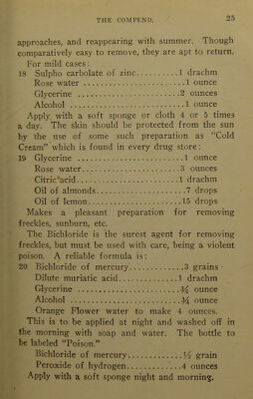 THE COMPEND. 25
approaches, and reappearing with summer. Though
comparatively easy to remove, they are apt to return.
For mild cases:
18 Sulpho carbolate of zinc..........1 drachm
Rose water .......................1 ounce
Glycerine ........................2 ounces
Alcohol ..........................1 ounce
Apply with a soft sponge or cloth 4 or 5 times
a day. The skin should be protected from the sun
by the use of some such preparation as "Cold
Cream" which is found in every drug store:
19 Glycerine ........................1 ounce
Rose water.......................3 ounces
Citric acid.......................1 drachm
Oil of almonds....................7 drops
Oil of lemon.....................15 drops
Makes a pleasant preparation for removing
freckles, sunburn, etc.
The Bichloride is the surest agent for removing
freckles, but must be used with care, being a violent
poison. A reliable formula is:
20 Bichloride of mercury............3 grains
Dilute muriatic acid..............1 drachm
Glycerine ........................¾ ounce
Alcohol ..........................¾ ounce
Orange Flower water to make 4 ounces.
This is to be applied at night and washed off in
the morning with soap and water. The bottle to
be labeled "Poison."
Bichloride of mercury............½ grain
Peroxide of hydrogen............4 ounces
Apply with a soft sponge night and morning.